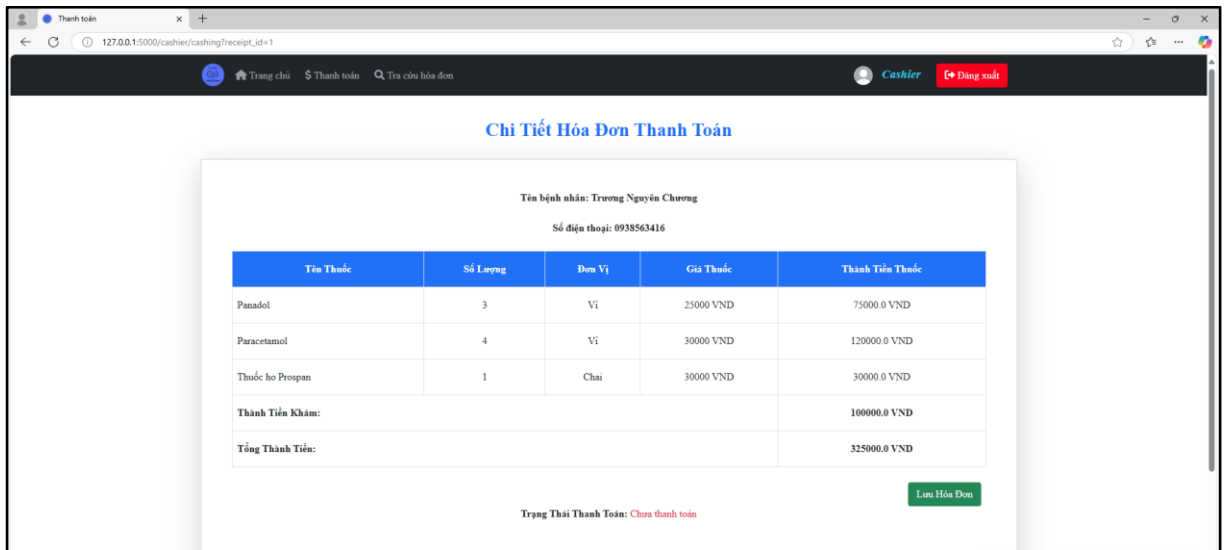 Thanh toán
127.0.0.1:5000/cashier/cashing?receipt_id=1
Trang chủ $ Thanh toán Tra cứu hóa đơn Cashier Đăng xuất
Chi Tiết Hóa Đơn Thanh Toán
Tên bệnh nhân: Trương Nguyên Chương
Số điện thoại: 0938563416
Tên Thuốc Số Lượng Đơn Vị Giá Thuốc Thành Tiền Thuốc
Panadol 3 Vỉ 25000 VND 75000.0 VND
Paracetamol 4 Vỉ 30000 VND 120000.0 VND
Thuốc ho Prospan 1 Chai 30000 VND 30000.0 VND
Thành Tiền Khám: 100000.0 VND
Tổng Thành Tiền: 325000.0 VND
Lưu Hóa Đơn
Trạng Thái Thanh Toán: Chưa thanh toán